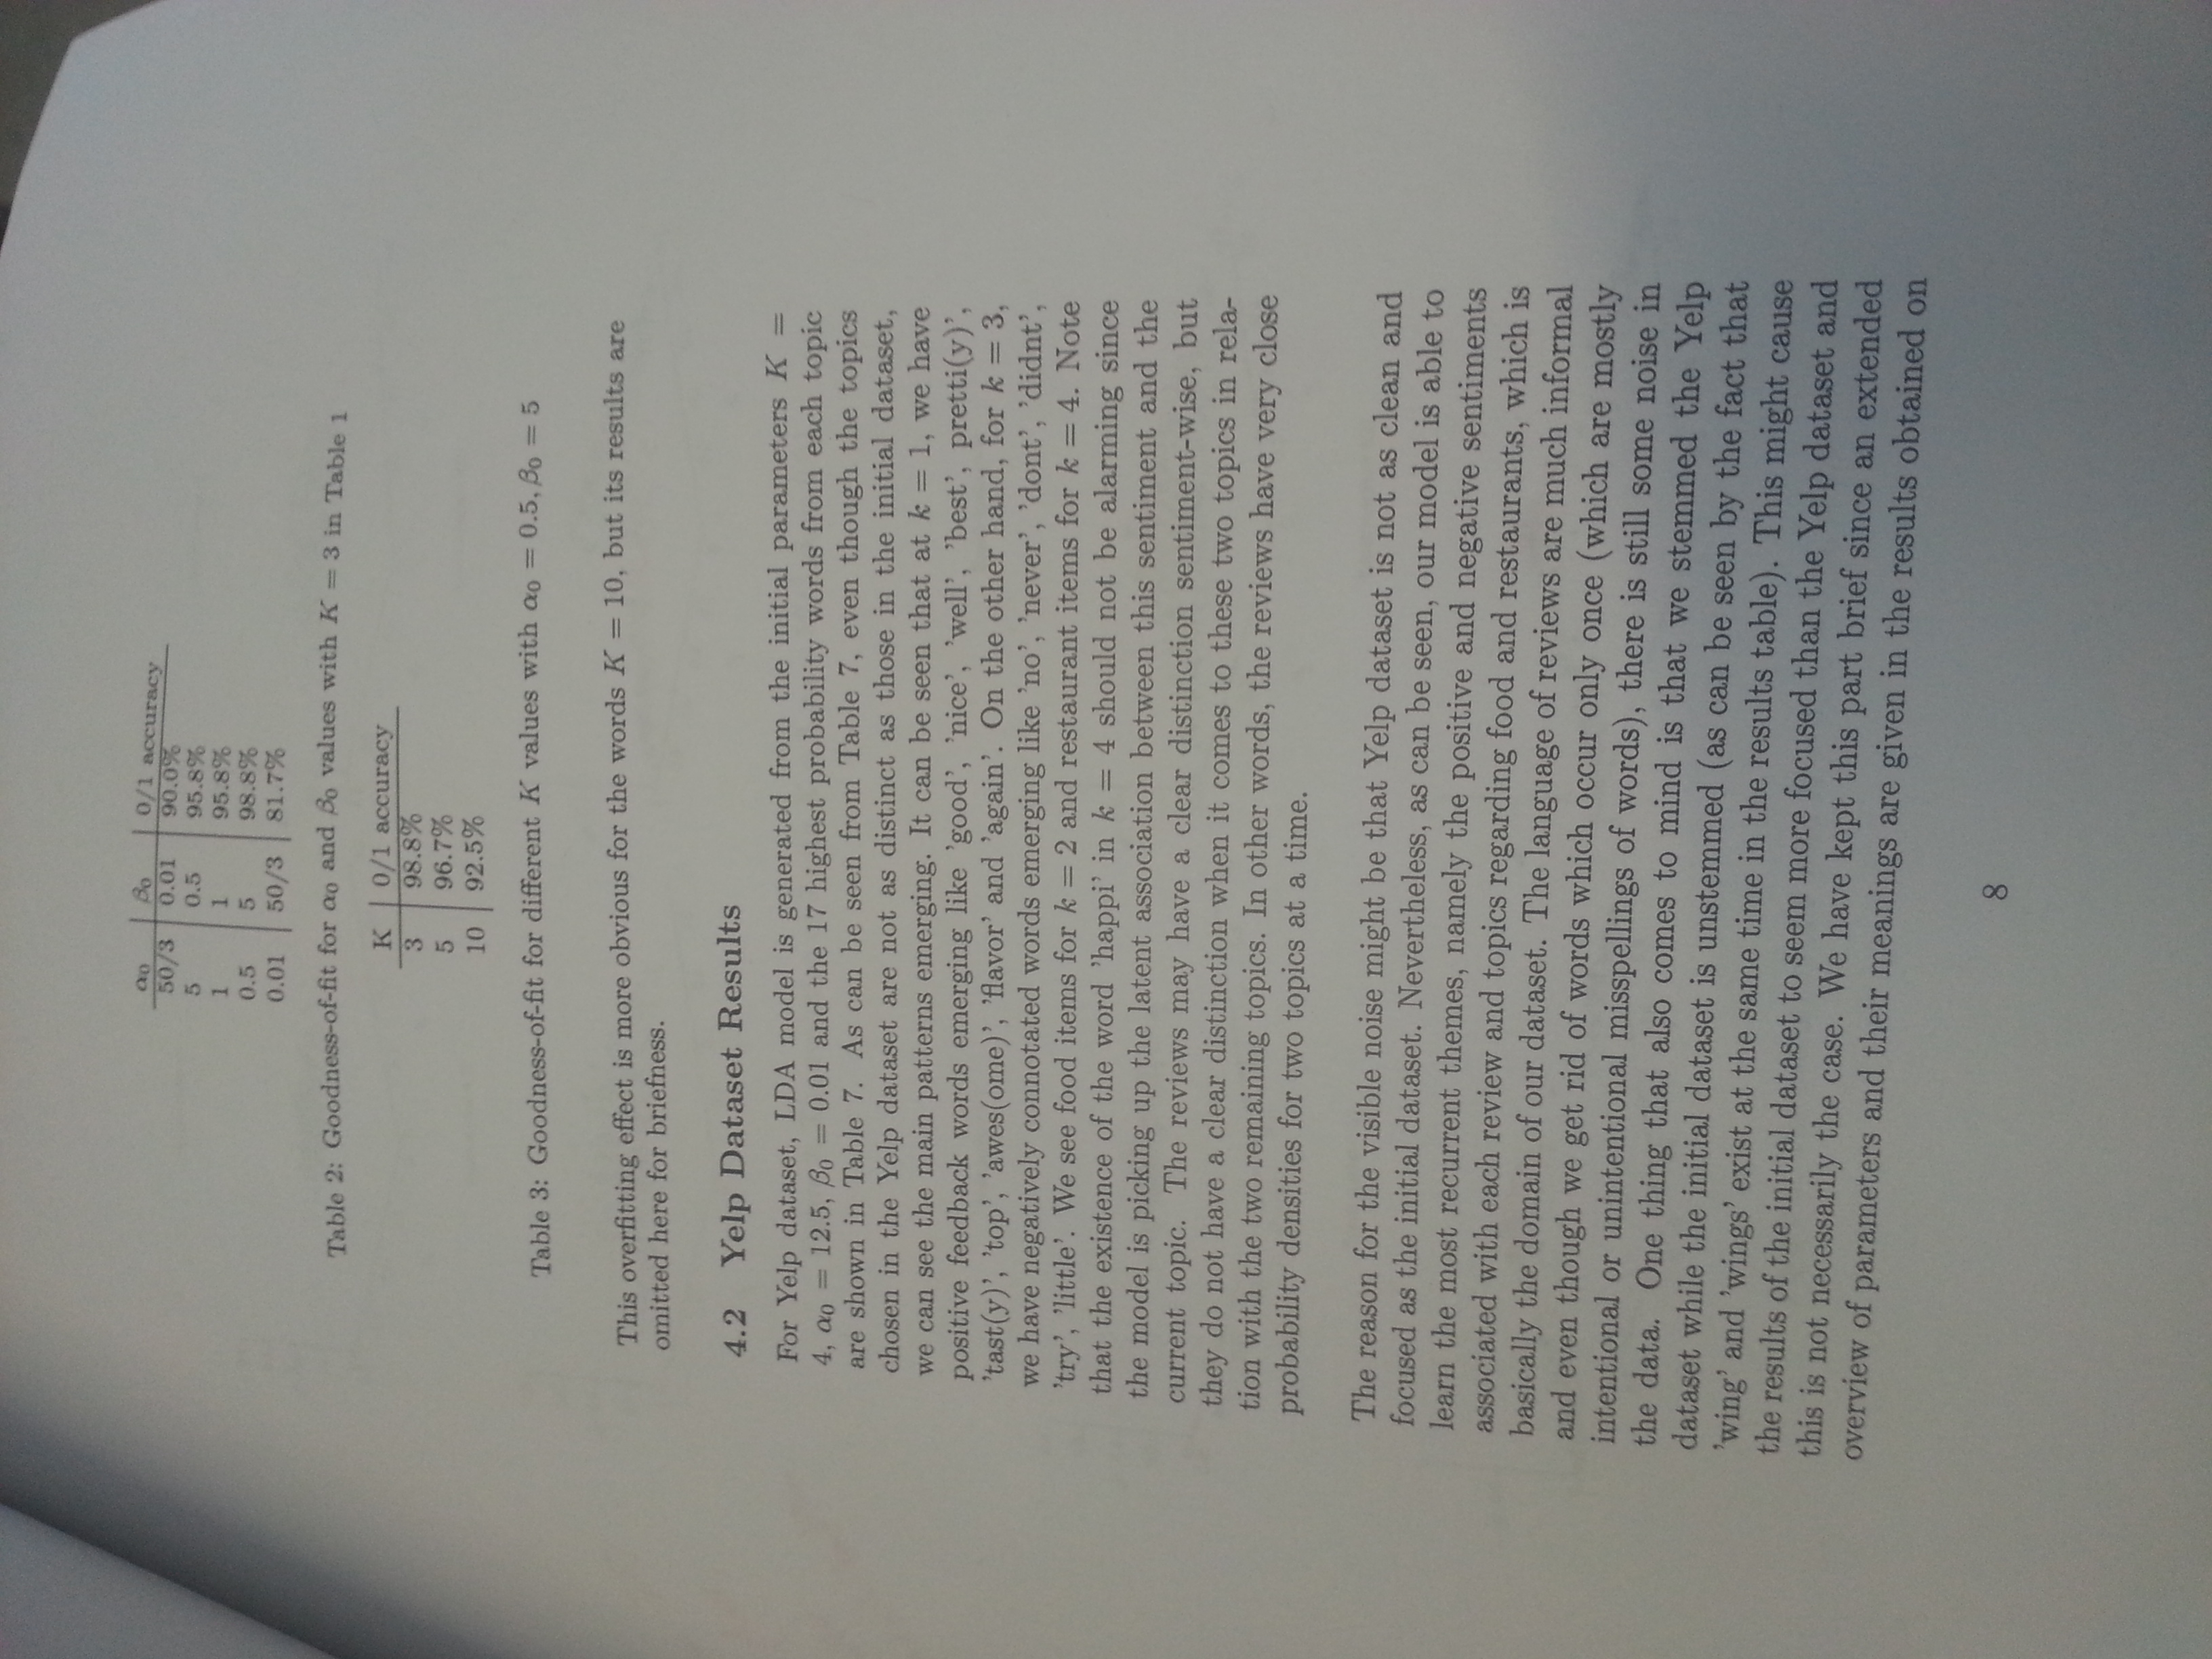 α0 β0 0/1 accuracy
50/3 0.01 90.0%
5 0.5 95.8%
1 1 95.8%
0.5 5 98.8%
0.01 50/3 81.7%
Table 2: Goodness-of-fit for α0 and β0 values with K = 3 in Table 1
K 0/1 accuracy
3 98.8%
5 96.7%
10 92.5%
Table 3: Goodness-of-fit for different K values with α0 = 0.5, β0 = 5
This overfitting effect is more obvious for the words K = 10, but its results are
omitted here for briefness.
4.2 Yelp Dataset Results
For Yelp dataset, LDA model is generated from the initial parameters K =
4, α0 = 12.5, β0 = 0.01 and the 17 highest probability words from each topic
are shown in Table 7. As can be seen from Table 7, even though the topics
chosen in the Yelp dataset are not as distinct as those in the initial dataset,
we can see the main patterns emerging. It can be seen that at k = 1, we have
positive feedback words emerging like 'good', 'nice', 'well', 'best', pretti(y)',
'tast(y)', 'top', 'awes(ome)', 'flavor' and 'again'. On the other hand, for k = 3,
we have negatively connotated words emerging like 'no', 'never', 'dont', 'didnt',
'try', 'little'. We see food items for k = 2 and restaurant items for k = 4. Note
that the existence of the word 'happi' in k = 4 should not be alarming since
the model is picking up the latent association between this sentiment and the
current topic. The reviews may have a clear distinction sentiment-wise, but
they do not have a clear distinction when it comes to these two topics in rela-
tion with the two remaining topics. In other words, the reviews have very close
probability densities for two topics at a time.
The reason for the visible noise might be that Yelp dataset is not as clean and
focused as the initial dataset. Nevertheless, as can be seen, our model is able to
learn the most recurrent themes, namely the positive and negative sentiments
associated with each review and topics regarding food and restaurants, which is
basically the domain of our dataset. The language of reviews are much informal
and even though we get rid of words which occur only once (which are mostly
intentional or unintentional misspellings of words), there is still some noise in
the data. One thing that also comes to mind is that we stemmed the Yelp
dataset while the initial dataset is unstemmed (as can be seen by the fact that
'wing' and 'wings' exist at the same time in the results table). This might cause
the results of the initial dataset to seem more focused than the Yelp dataset and
this is not necessarily the case. We have kept this part brief since an extended
overview of parameters and their meanings are given in the results obtained on
8